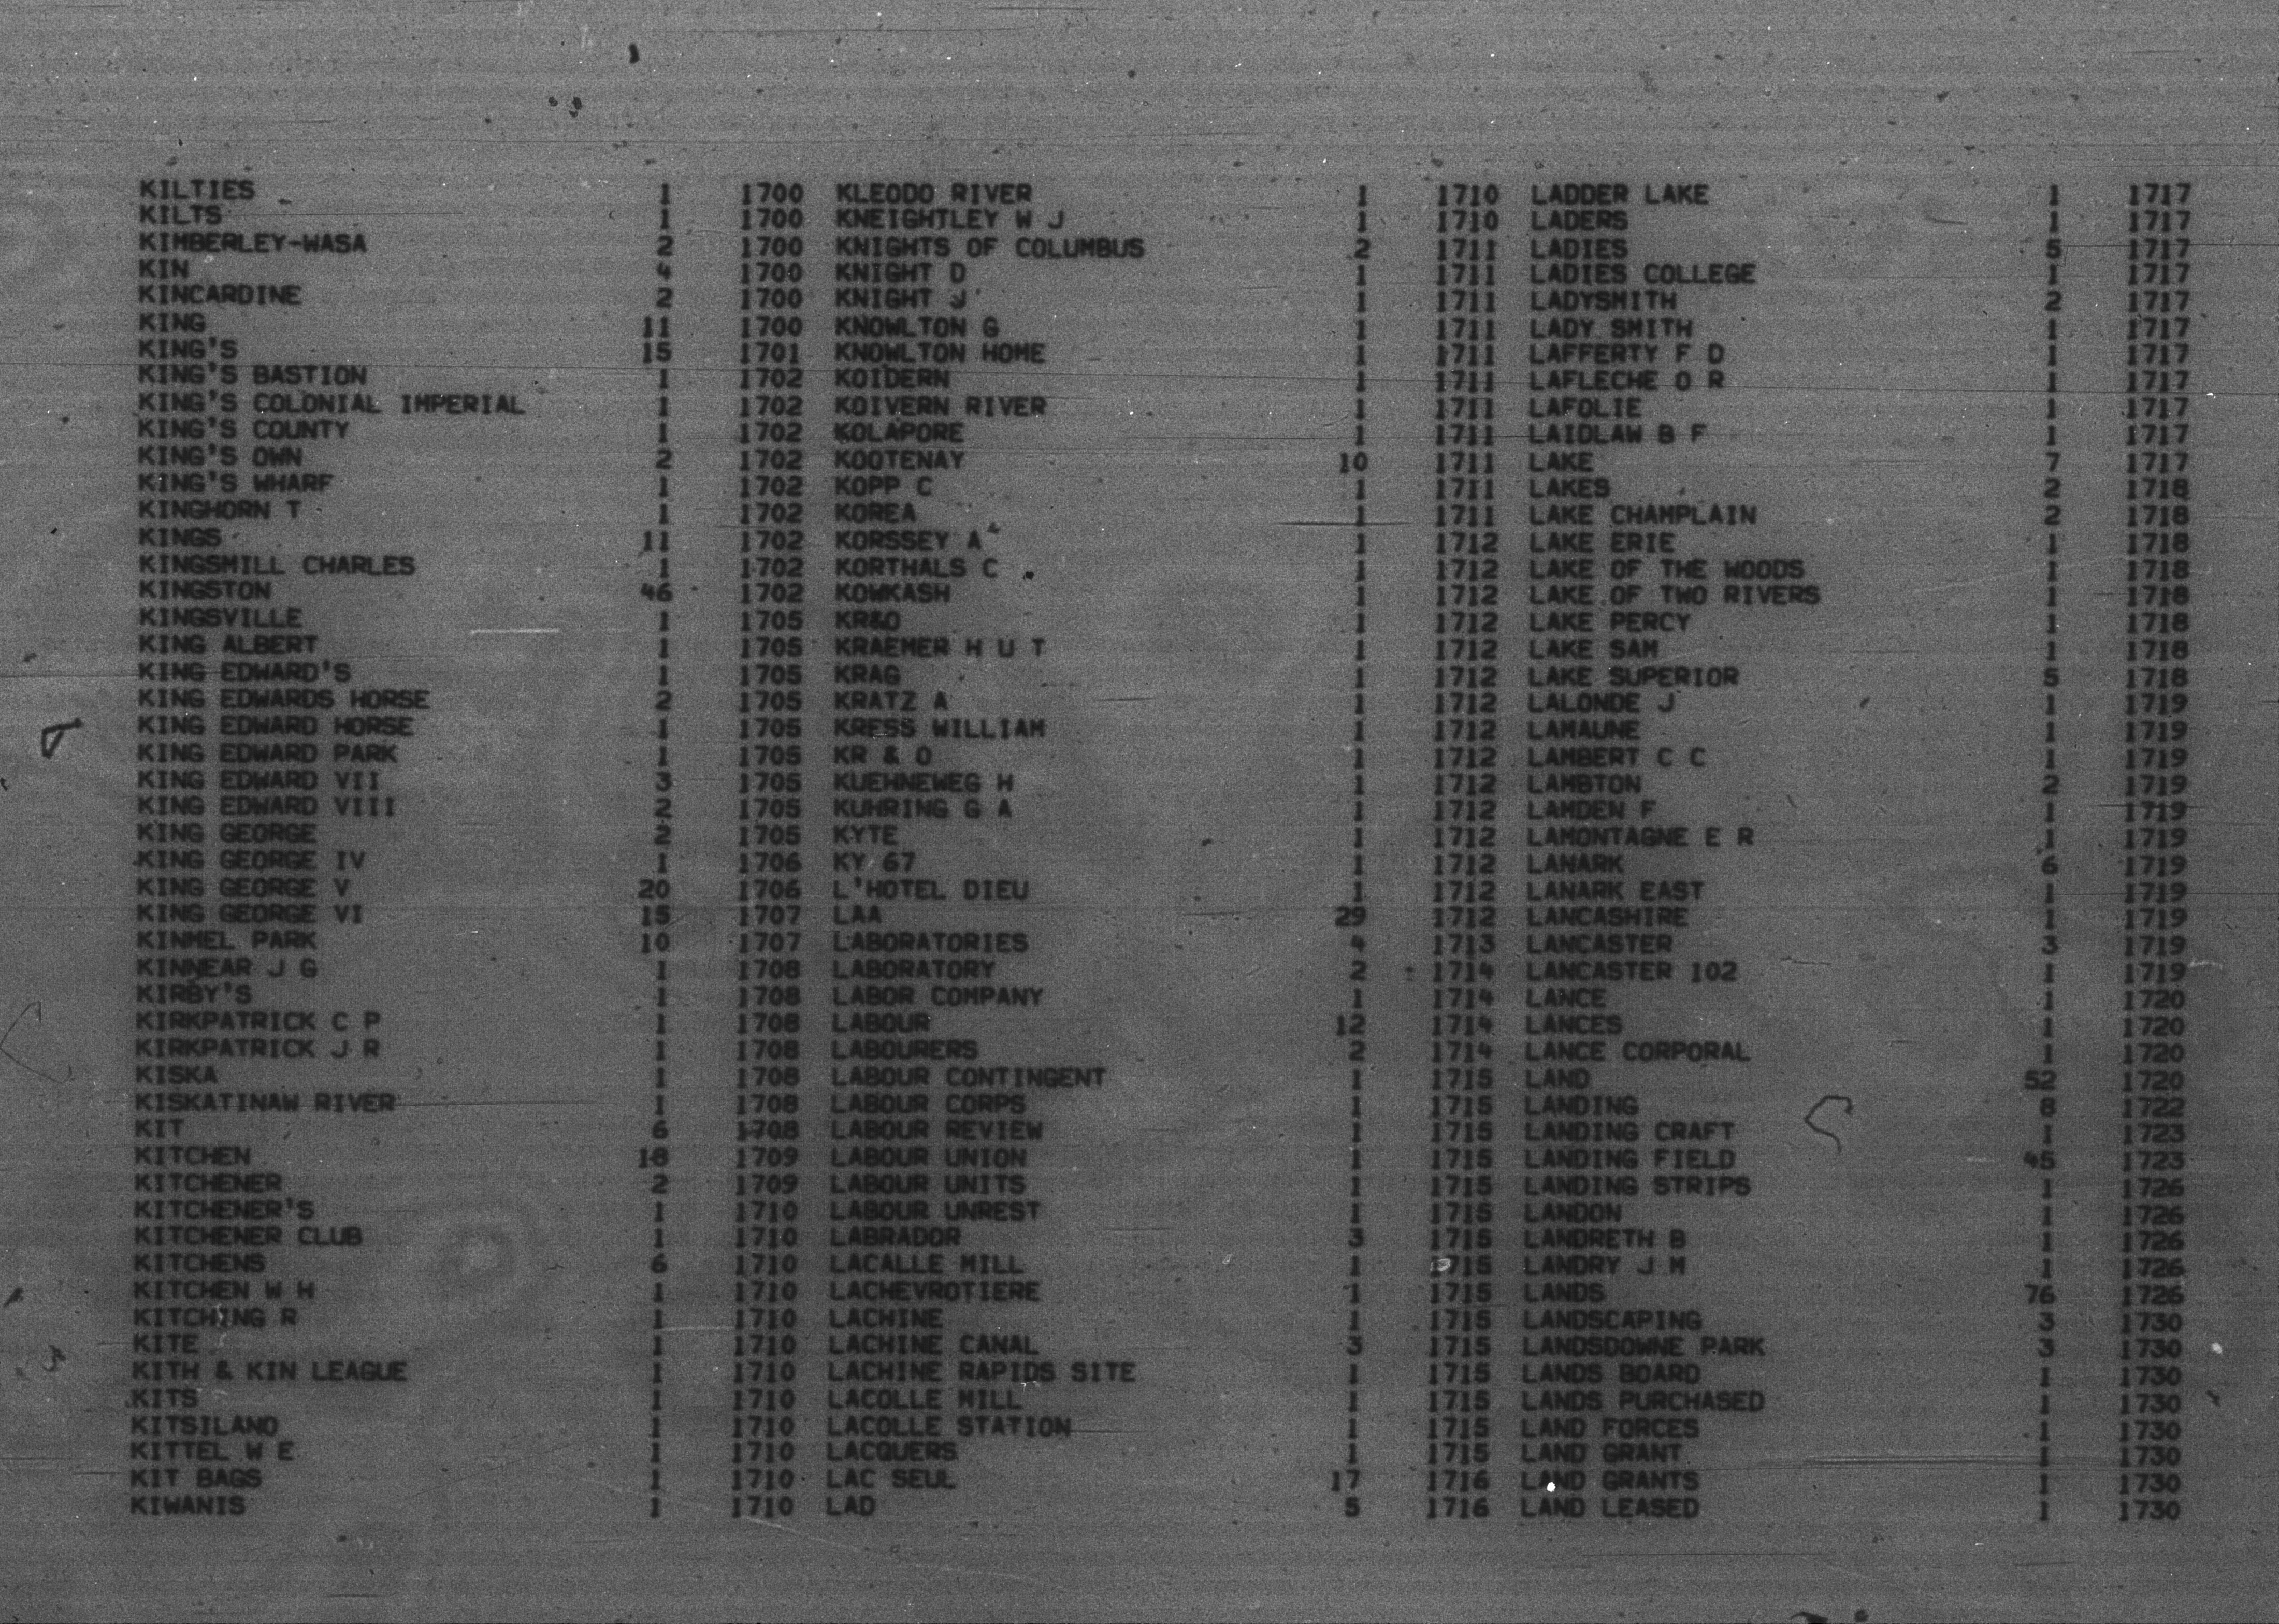 KILTIES 1 1700 KLEODO RIVER 1 1710 LADDER LAKE 1 1717
KILTS 1 1700 KNEIGHTLEY W J 1 1710 LADERS 1 1717
KIMBERLEY-WASA 2 1700 KNIGHTS OF COLUMBUS 2 1711 LADIES 5 1717
KIN 4 1700 KNIGHT D 1 1711 LADIES COLLEGE 1 1717
KINCARDINE 2 1700 KNIGHT J 1 1711 LADYSMITH 2 1717
KING 11 1700 KNOWLTON G 1 1711 LADY SMITH 1 1717
KING'S 15 1701 KNOWLTON HOME 1 1711 LAFFERTY F D 1 1717
KING'S BASTION 1 1702 KOIDERN 1 1711 LAFLECHE O R 1 1717
KING'S COLONIAL IMPERIAL 1 1702 KOIVERN RIVER 1 1711 LAFOLIE 1 1717
KING'S COUNTY 1 1702 KOLAPORE 1 1711 LAIDLAW B F 1 1717
KING'S OWN 2 1702 KOOTENAY 10 1711 LAKE 7 1717
KING'S WHARF 1 1702 KOPP C 1 1711 LAKES 2 1718
KINGHORN T 1 1702 KOREA 1 1711 LAKE CHAMPLAIN 2 1718
KINGS 11 1702 KORSSEY A 1 1712 LAKE ERIE 1 1718
KINGSMILL CHARLES 1 1702 KORTHALS C 1 1712 LAKE OF THE WOODS 1 1718
KINGSTON 46 1702 KOWKASH 1 1712 LAKE OF TWO RIVERS 1 1718
KINGSVILLE 1 1705 KR&O 1 1712 LAKE PERCY 1 1718
KING ALBERT 1 1705 KRAEMER H U T 1 1712 LAKE SAM 1 1718
KING EDWARD'S 1 1705 KRAG 1 1712 LAKE SUPERIOR 5 1718
KING EDWARDS HORSE 2 1705 KRATZ A 1 1712 LALONDE J 1 1719
KING EDWARD HORSE 1 1705 KRESS WILLIAM 1 1712 LAMAUNE 1 1719
KING EDWARD PARK 1 1705 KR & O 1 1712 LAMBERT C C 1 1719
KING EDWARD VII 3 1705 KUEHNEWEG H 1 1712 LAMBTON 2 1719
KING EDWARD VIII 2 1705 KUHRING G A 1 1712 LAMDEN F 1 1719
KING GEORGE 2 1705 KYTE 1 1712 LAMONTAGNE E R 1 1719
KING GEORGE IV 1 1706 KY 67 1 1712 LANARK 6 1719
KING GEORGE V 20 1706 L'HOTEL DIEU 1 1712 LANARK EAST 1 1719
KING GEORGE VI 15 1707 LAA 29 1712 LANCASHIRE 1 1719
KINMEL PARK 10 1707 LABORATORIES 4 1713 LANCASTER 3 1719
KINNEAR J G 1 1708 LABORATORY 2 1714 LANCASTER 102 1 1719
KIRBY'S 1 1708 LABOR COMPANY 1 1714 LANCE 1 1720
KIRKPATRICK C P 1 1708 LABOUR 12 1714 LANCES 1 1720
KIRKPATRICK J R 1 1708 LABOURERS 2 1714 LANCE CORPORAL 1 1720
KISKA 1 1708 LABOUR CONTINGENT 1 1715 LAND 52 1720
KISKATINAW RIVER 1 1708 LABOUR CORPS 1 1715 LANDING 8 1722
KIT 6 1708 LABOUR REVIEW 1 1715 LANDING CRAFT 1 1723
KITCHEN 18 1709 LABOUR UNION 1 1715 LANDING FIELD 45 1723
KITCHENER 2 1709 LABOUR UNITS 1 1715 LANDING STRIPS 1 1726
KITCHENER'S 1 1710 LABOUR UNREST 1 1715 LANDON 1 1726
KITCHENER CLUB 1 1710 LABRADOR 3 1715 LANDRETH B 1 1726
KITCHENS 6 1710 LACALLE MILL 1 1715 LANDRY J M 1 1726
KITCHEN W H 1 1710 LACHEVROTIERE 1 1715 LANDS 76 1726
KITCHING R 1 1710 LACHINE 1 1715 LANDSCAPING 3 1730
KITE 1 1710 LACHINE CANAL 3 1715 LANDSDOWNE PARK 3 1730
KITH & KIN LEAGUE 1 1710 LACHINE RAPIDS SITE 1 1715 LANDS BOARD 1 1730
KITS 1 1710 LACOLLE MILL 1 1715 LANDS PURCHASED 1 1730
KITSILANO 1 1710 LACOLLE STATION 1 1715 LAND FORCES 1 1730
KITTEL W E 1 1710 LACQUERS 1 1715 LAND GRANT 1 1730
KIT BAGS 1 1710 LAC SEUL 17 1716 LAND GRANTS 1 1730
KIWANIS 1 1710 LAD 5 1716 LAND LEASED 1 1730